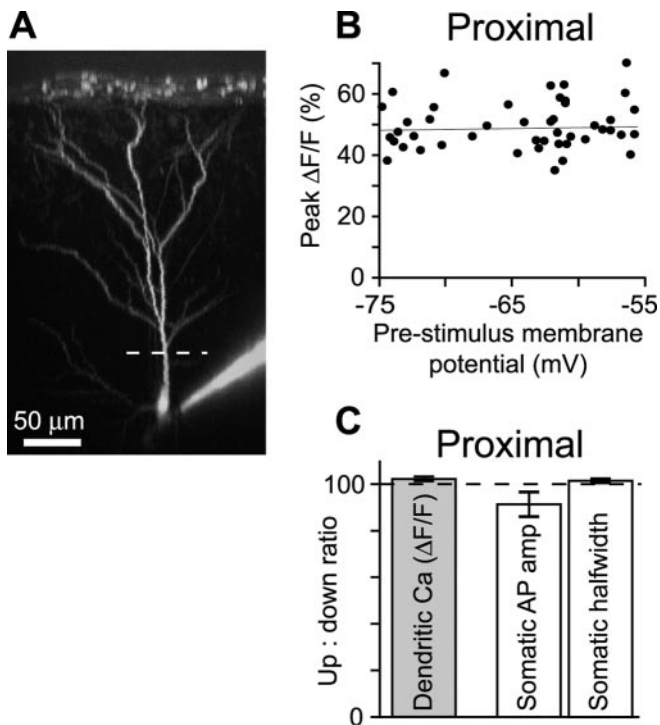 A
50 μm
B
Proximal
Peak ΔF/F (%)
60
40
20
0
-75
-65
-55
Pre-stimulus membrane
potential (mV)
C
Proximal
Up : down ratio
100
0
Dendritic Ca (ΔF/F)
Somatic AP amp
Somatic halfwidth